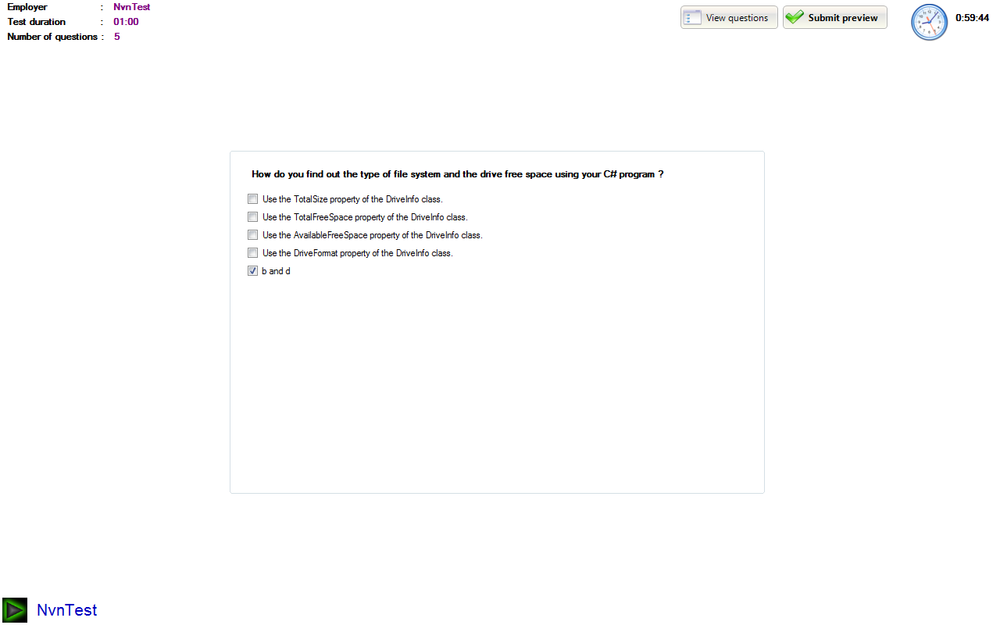 Employer : NvnTest
Test duration : 01:00
Number of questions : 5
View questions
Submit preview
0:59:44
How do you find out the type of file system and the drive free space using your C# program ?
Use the TotalSize property of the DriveInfo class.
Use the TotalFreeSpace property of the DriveInfo class.
Use the AvailableFreeSpace property of the DriveInfo class.
Use the DriveFormat property of the DriveInfo class.
b and d
NvnTest